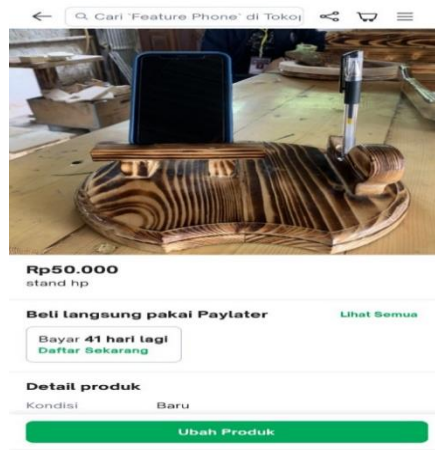 Cari 'Feature Phone' di Tokop
Rp50.000
stand hp
Beli langsung pakai Paylater
Lihat Semua
Bayar 41 hari lagi
Daftar Sekarang
Detail produk
Kondisi Baru
Ubah Produk